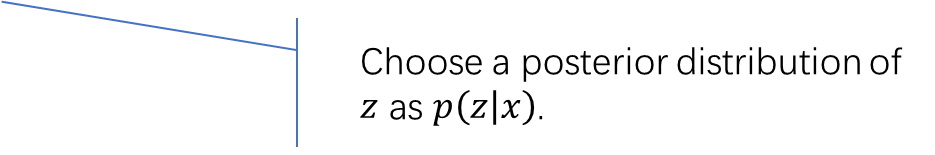 Choose a posterior distribution of
z as p(z|x).